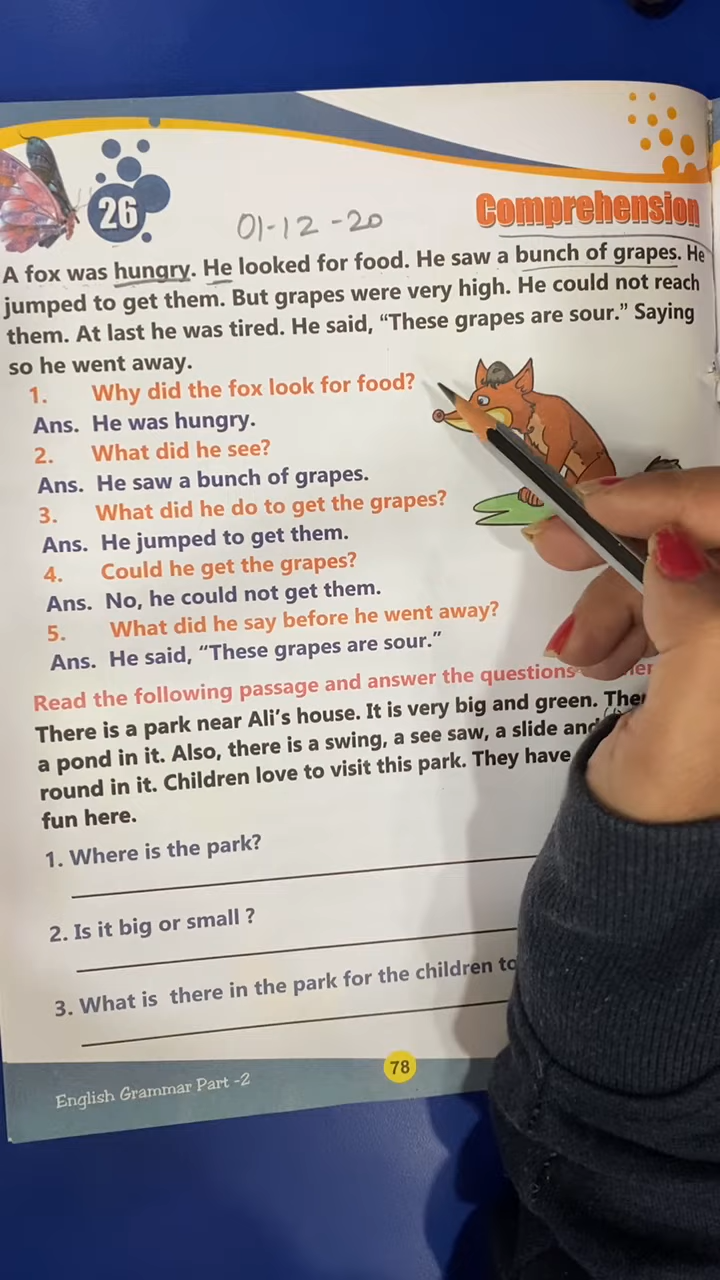 26
01-12-20
Comprehension
A fox was hungry. He looked for food. He saw a bunch of grapes. He
jumped to get them. But grapes were very high. He could not reach
them. At last he was tired. He said, “These grapes are sour.” Saying
so he went away.
1. Why did the fox look for food?
Ans. He was hungry.
2. What did he see?
Ans. He saw a bunch of grapes.
3. What did he do to get the grapes?
Ans. He jumped to get them.
4. Could he get the grapes?
Ans. No, he could not get them.
5. What did he say before he went away?
Ans. He said, “These grapes are sour.”
Read the following passage and answer the questions
There is a park near Ali’s house. It is very big and green.
a pond in it. Also, there is a swing, a see saw, a slide and
round in it. Children love to visit this park. They have
fun here.
1. Where is the park?
2. Is it big or small ?
3. What is there in the park for the children to
78
English Grammar Part -2